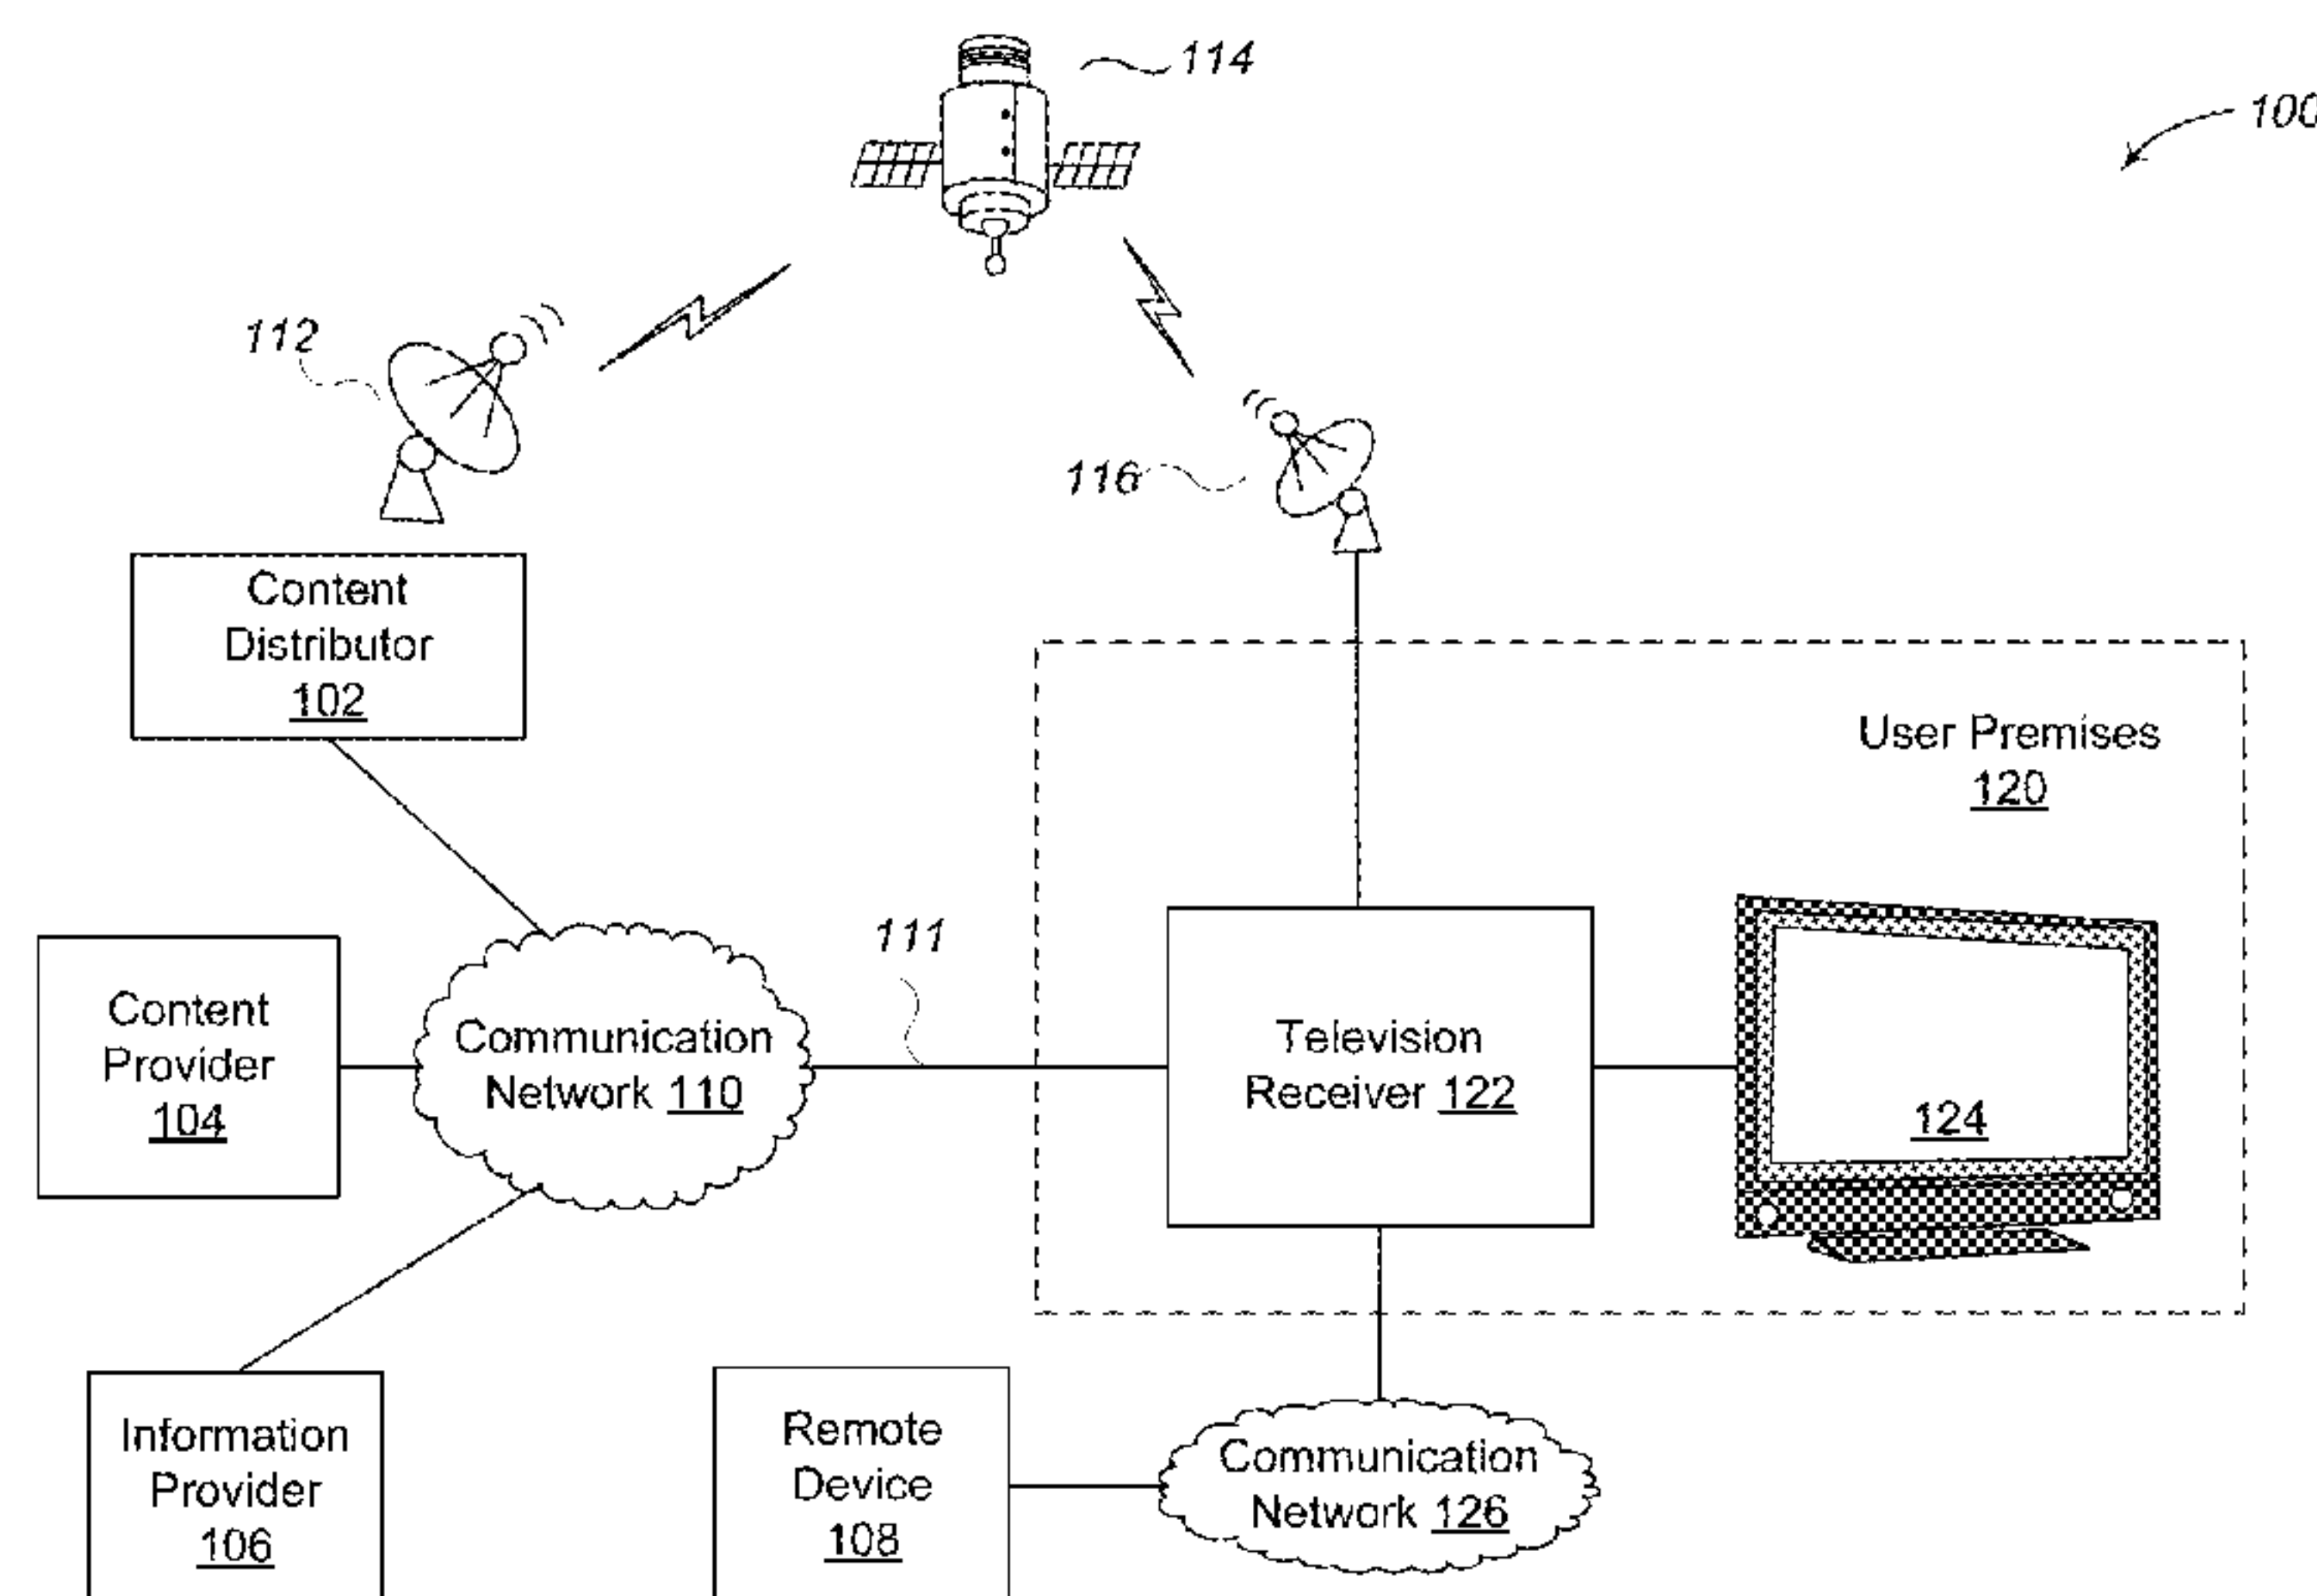 114
100
112
116
Content
Distributor
102
User Premises
120
111
Content
Provider
104
Communication
Network 110
Television
Receiver 122
124
Information
Provider
106
Remote
Device
108
Communication
Network 126